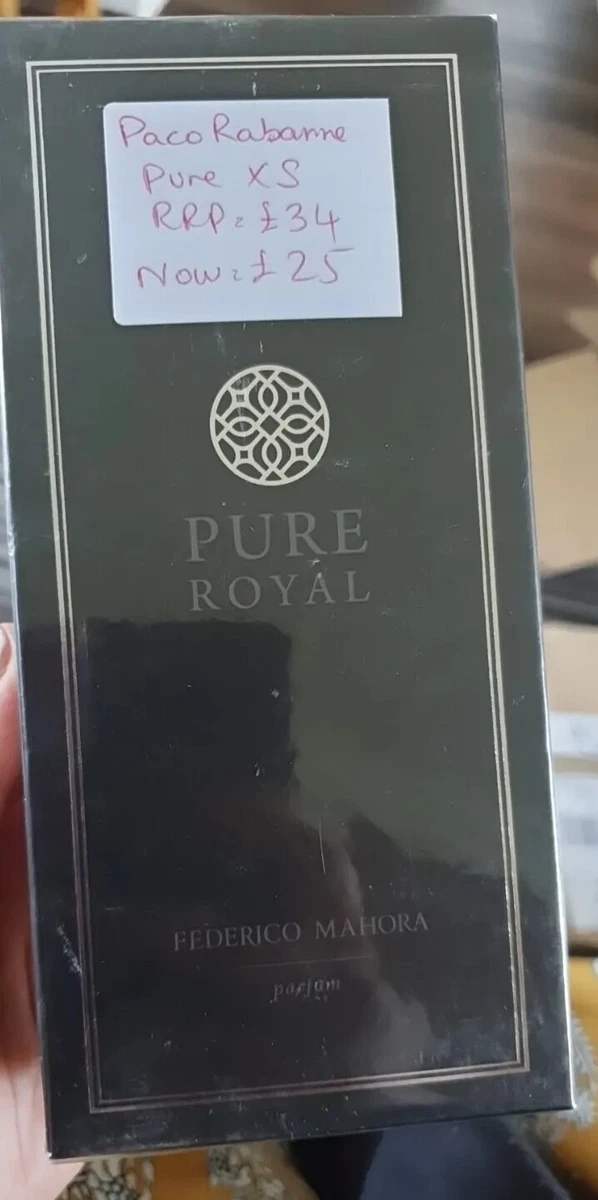 Paco Rabanne
Pure XS
RRP = £34
Now = £25
PURE
ROYAL
FEDERICO MAHORA
parfum